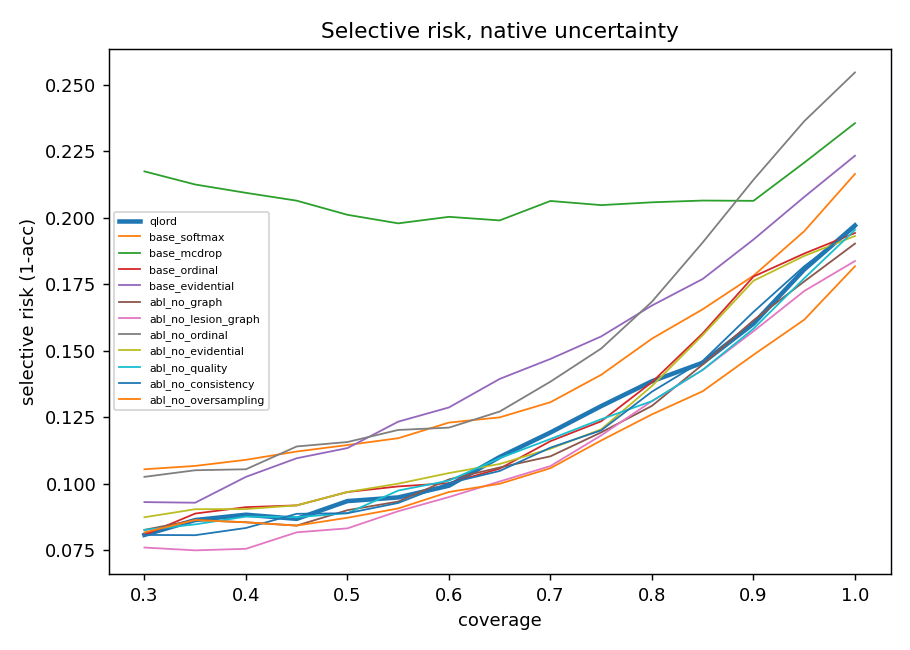 Selective risk, native uncertainty
selective risk (1-acc)
0.250
0.225
0.200
0.175
0.150
0.125
0.100
0.075
qlord
base_softmax
base_mcdrop
base_ordinal
base_evidential
abl_no_graph
abl_no_lesion_graph
abl_no_ordinal
abl_no_evidential
abl_no_quality
abl_no_consistency
abl_no_oversampling
0.3 0.4 0.5 0.6 0.7 0.8 0.9 1.0
coverage